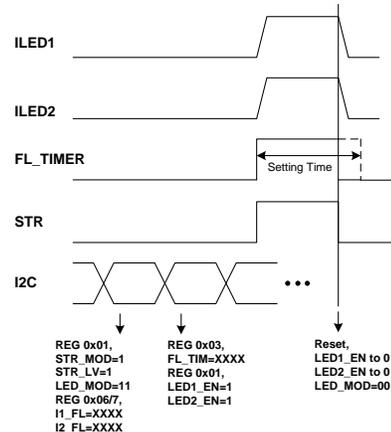 ILED1
ILED2
FL_TIMER
Setting Time
STR
I2C
REG 0x01,
STR_MOD=1
STR_LV=1
LED_MOD=11
REG 0x06/7,
I1_FL=XXXX
I2_FL=XXXX
REG 0x03,
FL_TIM=XXXX
REG 0x01,
LED1_EN=1
LED2_EN=1
Reset,
LED1_EN to 0
LED2_EN to 0
LED_MOD=00